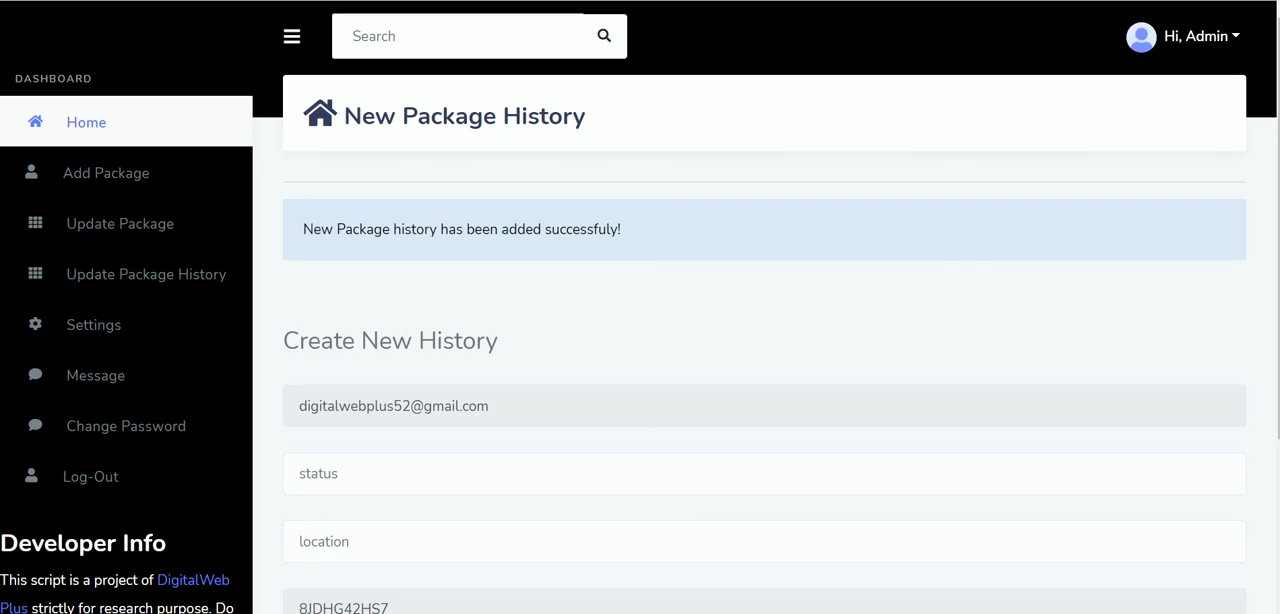 Search
Hi, Admin
DASHBOARD
Home
Add Package
Update Package
Update Package History
Settings
Message
Change Password
Log-Out
Developer Info
This script is a project of DigitalWeb
Plus strictly for research purpose. Do
New Package History
New Package history has been added successfuly!
Create New History
digitalwebplus52@gmail.com
status
location
8JDHG42HS7